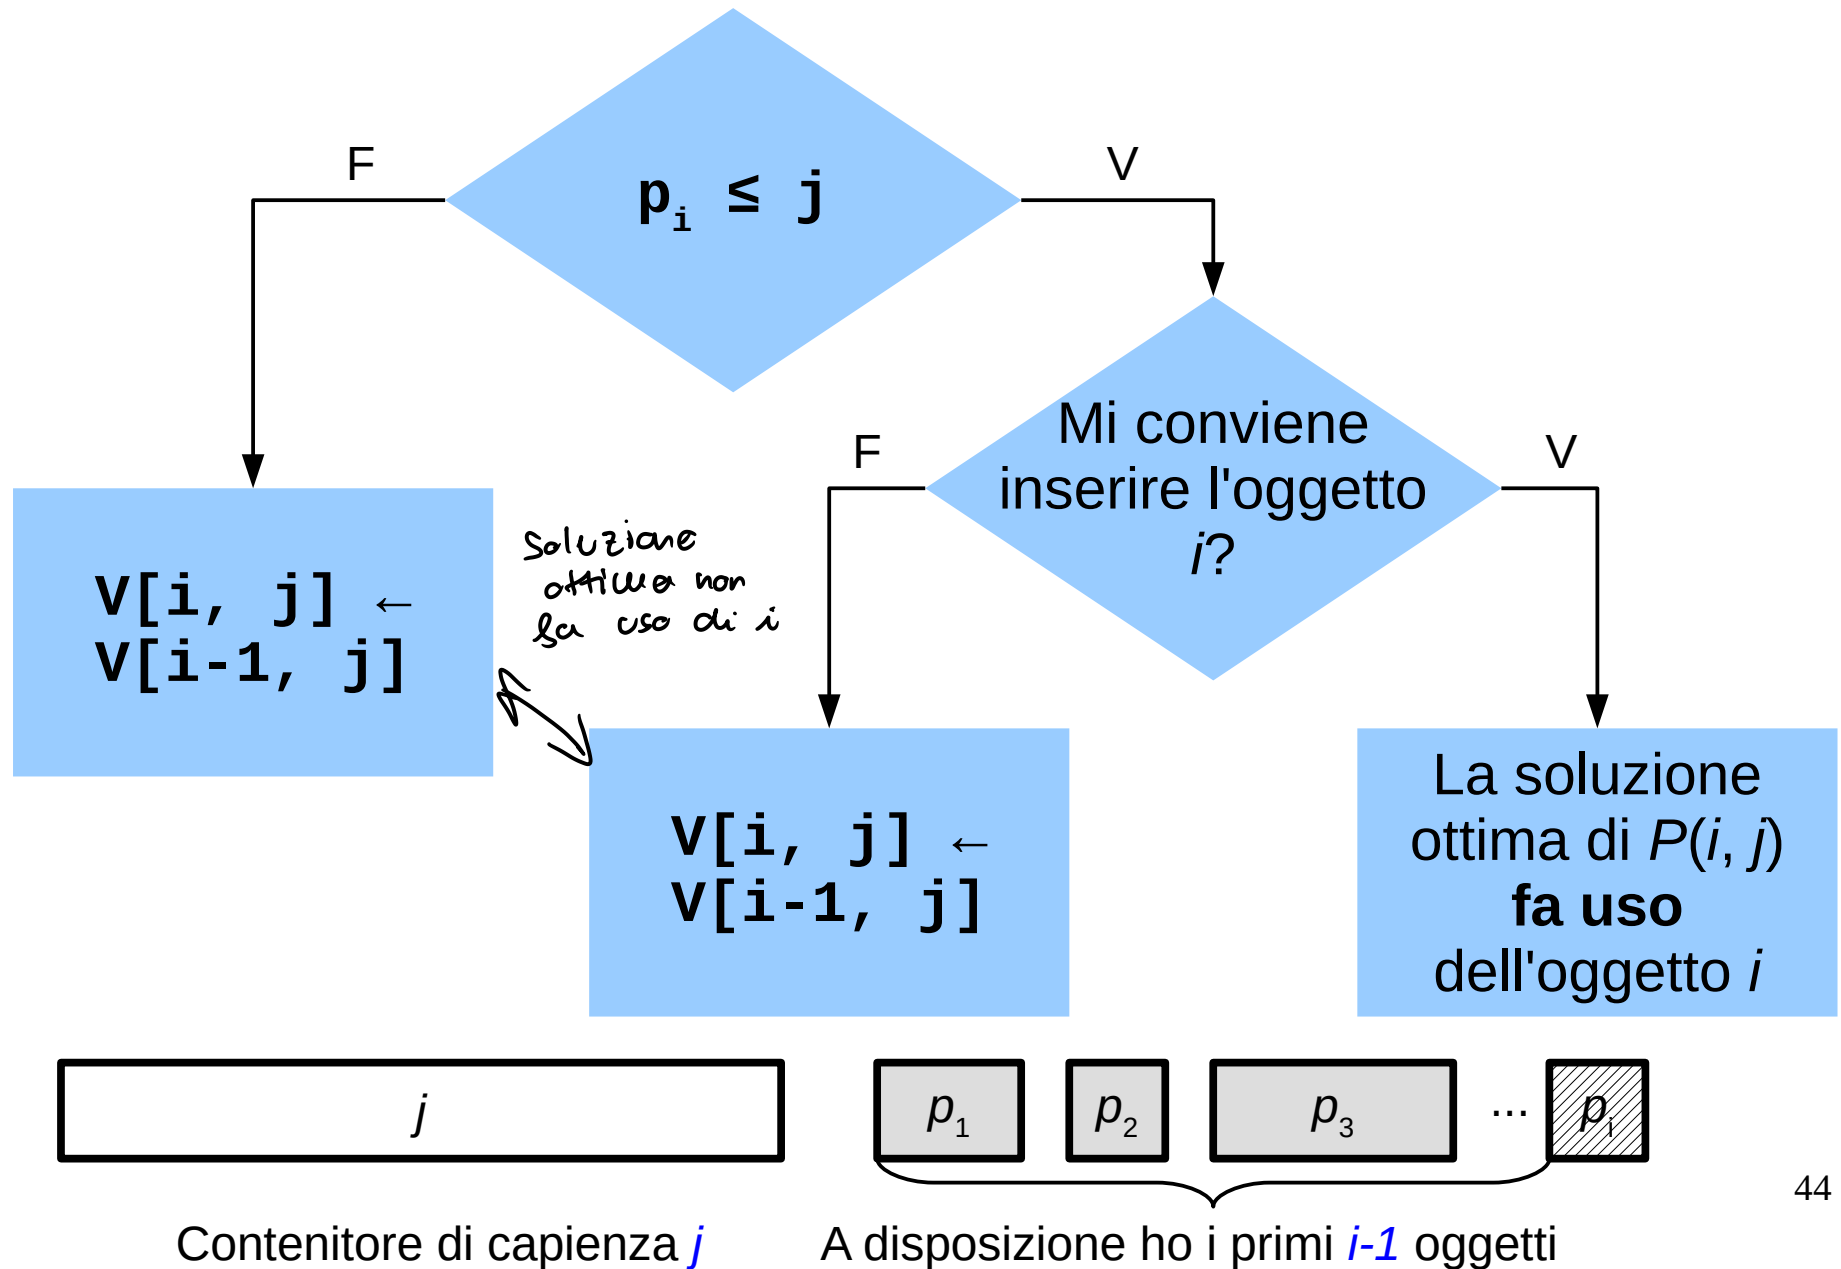 F
V
pi ≤ j
Mi conviene
inserire l'oggetto
i?
F
V
V[i, j] ←
V[i-1, j]
Soluzione
ottima non
fa uso di i
V[i, j] ←
V[i-1, j]
La soluzione
ottima di P(i, j)
fa uso
dell'oggetto i
j
p1 p2 p3 ... pi
44
Contenitore di capienza j
A disposizione ho i primi i-1 oggetti